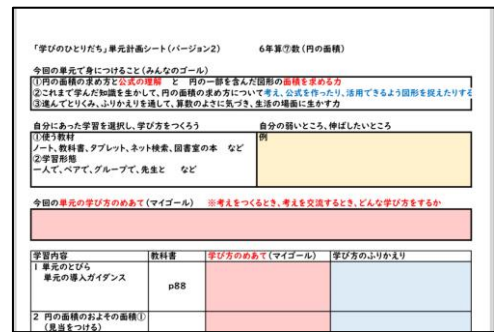 「学びのひとりだち」単元計画シート(バージョン2)　6年算⑦数(円の面積)
今回の単元で身につけること(みんなのゴール)
①円の面積の求め方と公式の理解　と　円の一部を含んだ図形の面積を求める力
②これまで学んだ知識を生かして、円の面積の求め方について考え、公式を作ったり、活用できるよう図形を捉えたりする
③進んでとりくみ、ふりかえりを通して、算数のよさに気づき、生活の場面に生かす力
自分にあった学習を選択し、学び方をつくろう　自分の弱いところ、伸ばしたいところ
①使う教材　例
ノート、教科書、タブレット、ネット検索、図書室の本　など
②学習形態
一人で、ペアで、グループで、先生と　など
今回の単元の学び方のめあて(マイゴール)　※考えをつくるとき、考えを交流するとき、どんな学び方をするか
学習内容　教科書　学び方のめあて(マイゴール)　学び方のふりかえり
1 単元のとびら
単元の導入ガイダンス　p88
2 円の面積のおよその面積①
(見当をつける)